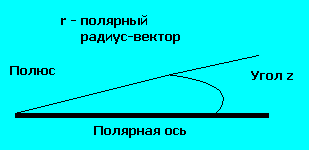 r - полярный
радиус-вектор
Полюс
Угол z
Полярная ось